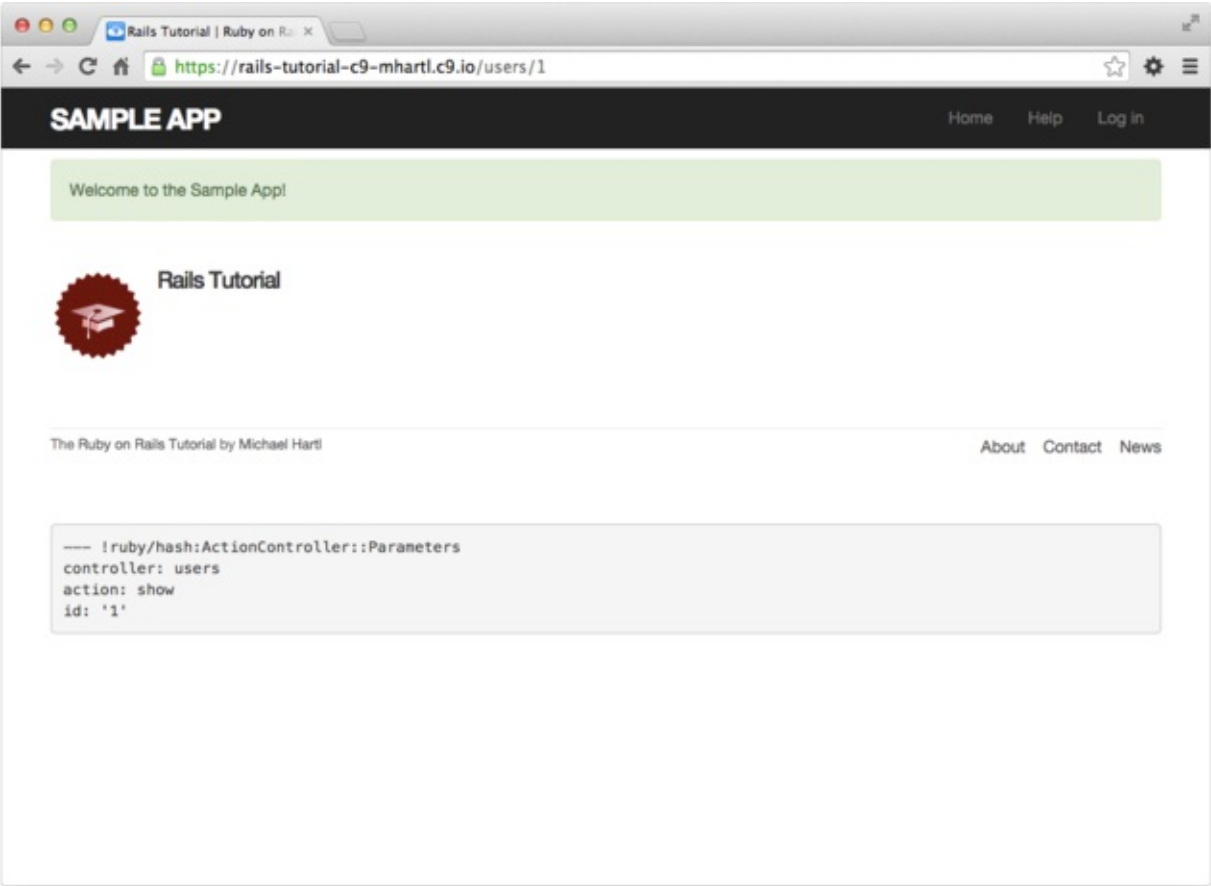 Rails Tutorial | Ruby on Ra
https://rails-tutorial-c9-mhartl.c9.io/users/1
SAMPLE APP
Home Help Log in
Welcome to the Sample App!
Rails Tutorial
The Ruby on Rails Tutorial by Michael Hartl
About Contact News
--- !ruby/hash:ActionController::Parameters
controller: users
action: show
id: '1'